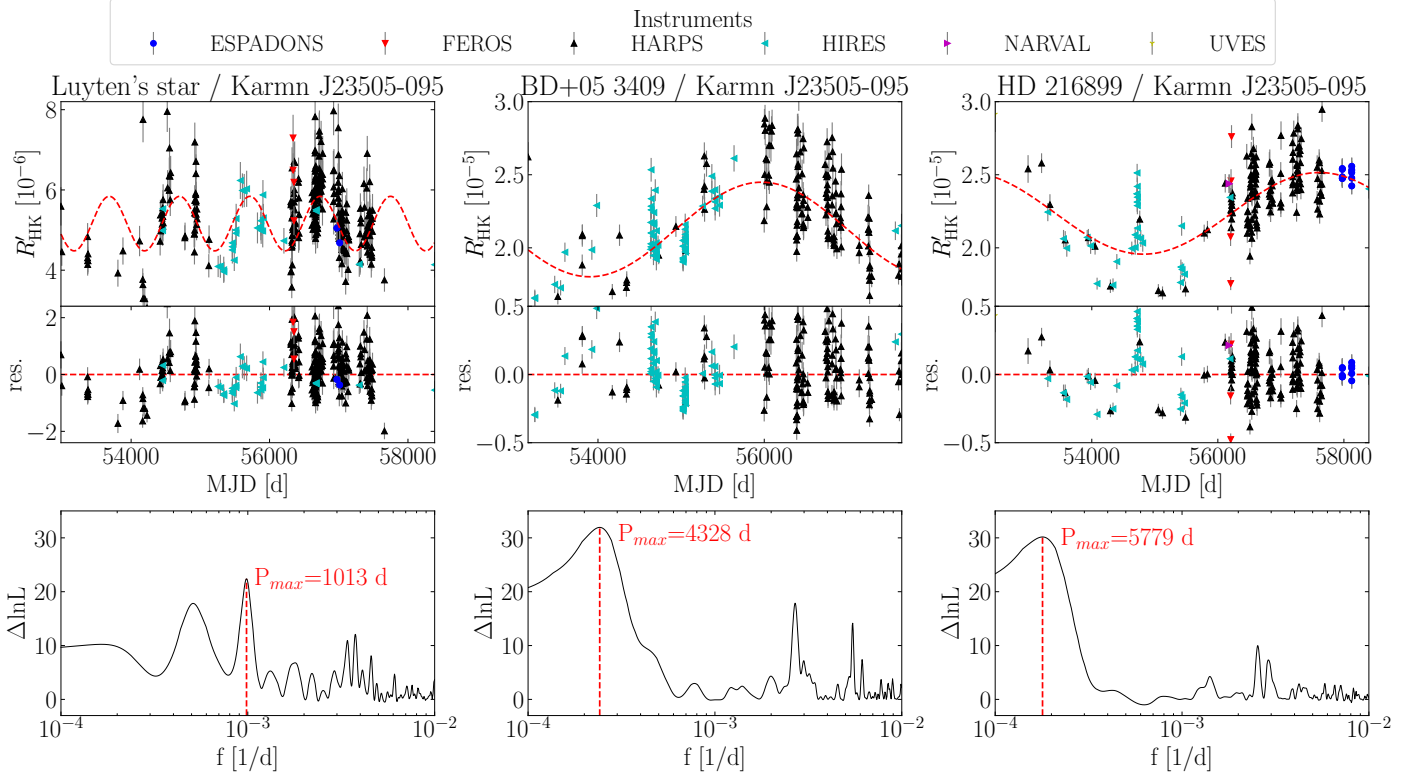 Instruments
ESPADONS FEROS HARPS HIRES NARVAL UVES
Luyten's star / Karmn J23505-095
BD+05 3409 / Karmn J23505-095
HD 216899 / Karmn J23505-095
R′HK [10⁻⁶]
8
6
4
R′HK [10⁻⁵]
3.0
2.5
2.0
0.5
R′HK [10⁻⁵]
3.0
2.5
2.0
0.5
res.
2
0
−2
res.
0.5
0.0
−0.5
res.
0.5
0.0
−0.5
54000 56000 58000
MJD [d]
54000 56000
MJD [d]
54000 56000 58000
MJD [d]
ΔlnL
30
20
10
0
Pmax=1013 d
10⁻⁴ 10⁻³ 10⁻²
f [1/d]
ΔlnL
30
20
10
0
Pmax=4328 d
10⁻⁴ 10⁻³ 10⁻²
f [1/d]
ΔlnL
30
20
10
0
Pmax=5779 d
10⁻⁴ 10⁻³ 10⁻²
f [1/d]